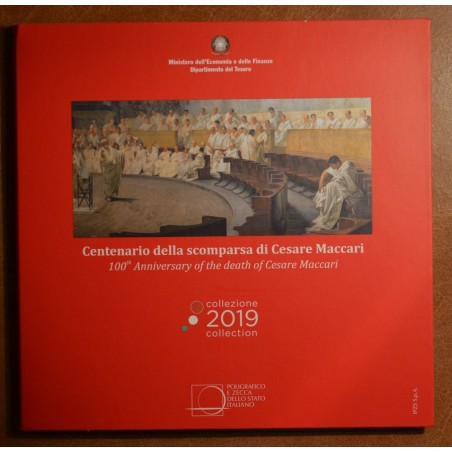 Ministero dell'Economia e delle Finanze
Dipartimento del Tesoro
Centenario della scomparsa di Cesare Maccari
100th Anniversary of the death of Cesare Maccari
collezione
2019
collection
POLIGRAFICO
E ZECCA
DELLO STATO
ITALIANO
IPZS S.p.A.